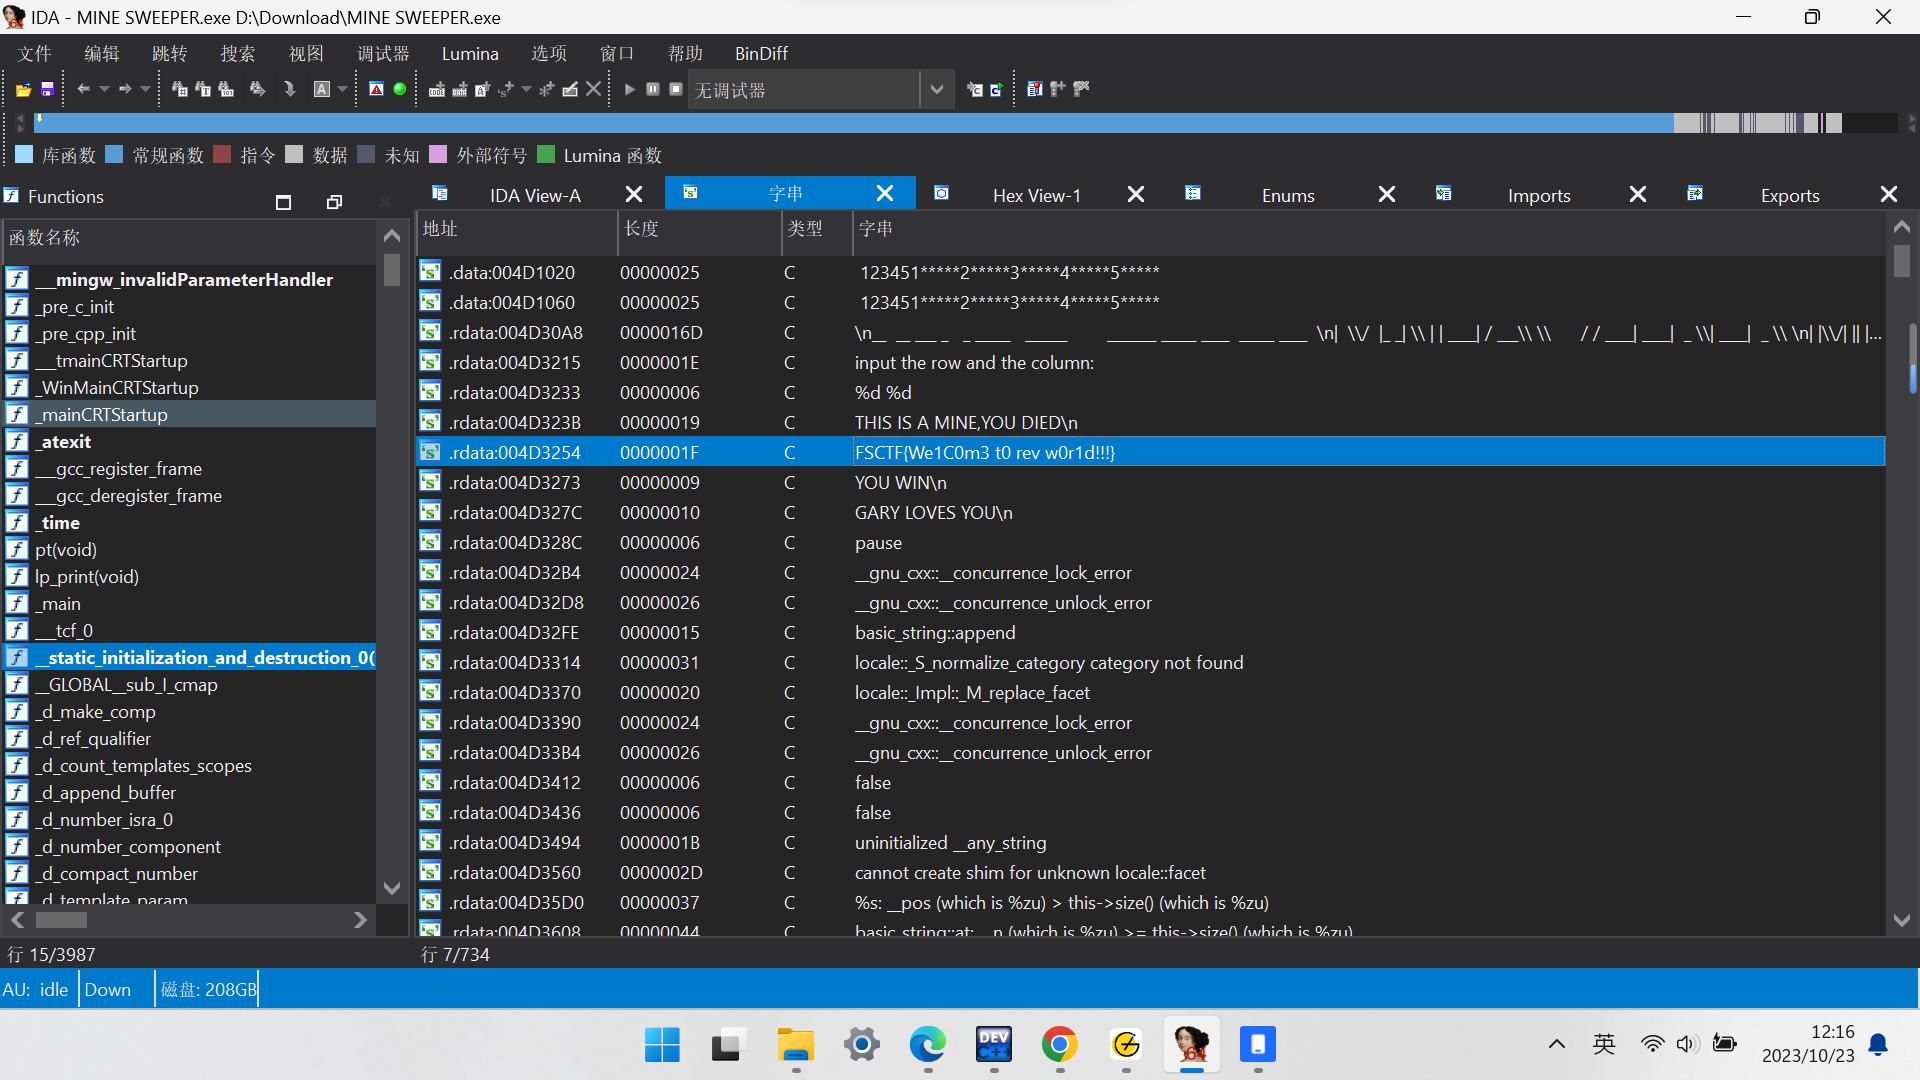 IDA - MINE SWEEPER.exe D:\Download\MINE SWEEPER.exe
文件 编辑 跳转 搜索 视图 调试器 Lumina 选项 窗口 帮助 BinDiff
无调试器
库函数 常规函数 指令 数据 未知 外部符号 Lumina 函数
Functions
函数名称
__mingw_invalidParameterHandler
_pre_c_init
_pre_cpp_init
___tmainCRTStartup
_WinMainCRTStartup
_mainCRTStartup
_atexit
___gcc_register_frame
___gcc_deregister_frame
_time
pt(void)
lp_print(void)
_main
___tcf_0
__static_initialization_and_destruction_0(
__GLOBAL__sub_I_cmap
_d_make_comp
_d_ref_qualifier
_d_count_templates_scopes
_d_append_buffer
_d_number_isra_0
_d_number_component
_d_compact_number
_d_template_param
行 15/3987
IDA View-A 字串 Hex View-1 Enums Imports Exports
地址 长度 类型 字串
.data:004D1020 00000025 C 123451*****2*****3*****4*****5*****
.data:004D1060 00000025 C 123451*****2*****3*****4*****5*****
.rdata:004D30A8 0000016D C
.rdata:004D3215 0000001E C input the row and the column:
.rdata:004D3233 00000006 C %d %d
.rdata:004D323B 00000019 C THIS IS A MINE,YOU DIED\n
.rdata:004D3254 0000001F C FSCTF{We1C0m3 t0 rev w0r1d!!!}
.rdata:004D3273 00000009 C YOU WIN\n
.rdata:004D327C 00000010 C GARY LOVES YOU\n
.rdata:004D328C 00000006 C pause
.rdata:004D32B4 00000024 C __gnu_cxx::__concurrence_lock_error
.rdata:004D32D8 00000026 C __gnu_cxx::__concurrence_unlock_error
.rdata:004D32FE 00000015 C basic_string::append
.rdata:004D3314 00000031 C locale::_S_normalize_category category not found
.rdata:004D3370 00000020 C locale::_Impl::_M_replace_facet
.rdata:004D3390 00000024 C __gnu_cxx::__concurrence_lock_error
.rdata:004D33B4 00000026 C __gnu_cxx::__concurrence_unlock_error
.rdata:004D3412 00000006 C false
.rdata:004D3436 00000006 C false
.rdata:004D3494 0000001B C uninitialized __any_string
.rdata:004D3560 0000002D C cannot create shim for unknown locale::facet
.rdata:004D35D0 00000037 C %s: __pos (which is %zu) > this->size() (which is %zu)
.rdata:004D3608 00000044 C basic_string::at: __n (which is %zu) >= this->size() (which is %zu)
行 7/734
AU: idle Down 磁盘: 208GB
DEV C++
64
英
12:16
2023/10/23